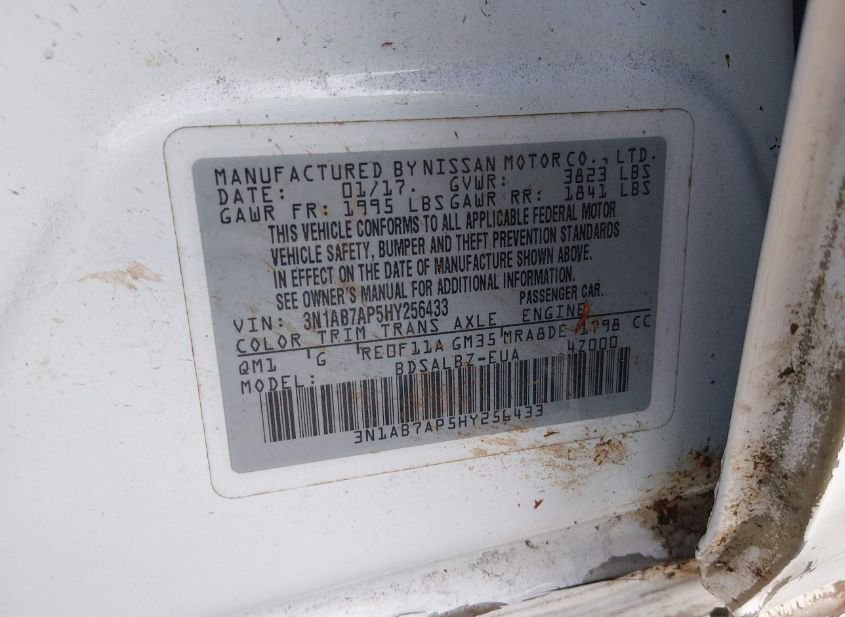 MANUFACTURED BY NISSAN MOTOR CO., LTD.
DATE: 01/17. GVWR: 3823 LBS
GAWR FR: 1995 LBS GAWR RR: 1841 LBS
THIS VEHICLE CONFORMS TO ALL APPLICABLE FEDERAL MOTOR
VEHICLE SAFETY, BUMPER AND THEFT PREVENTION STANDARDS
IN EFFECT ON THE DATE OF MANUFACTURE SHOWN ABOVE.
SEE OWNER'S MANUAL FOR ADDITIONAL INFORMATION.
PASSENGER CAR.
VIN: 3N1AB7AP5HY256433
COLOR TRIM TRANS AXLE ENGINE
QM1 G RE0F11A GM35 MRA8DE 1798 CC
MODEL: BDSALBZ-EUA 4Z000
3N1AB7AP5HY256433